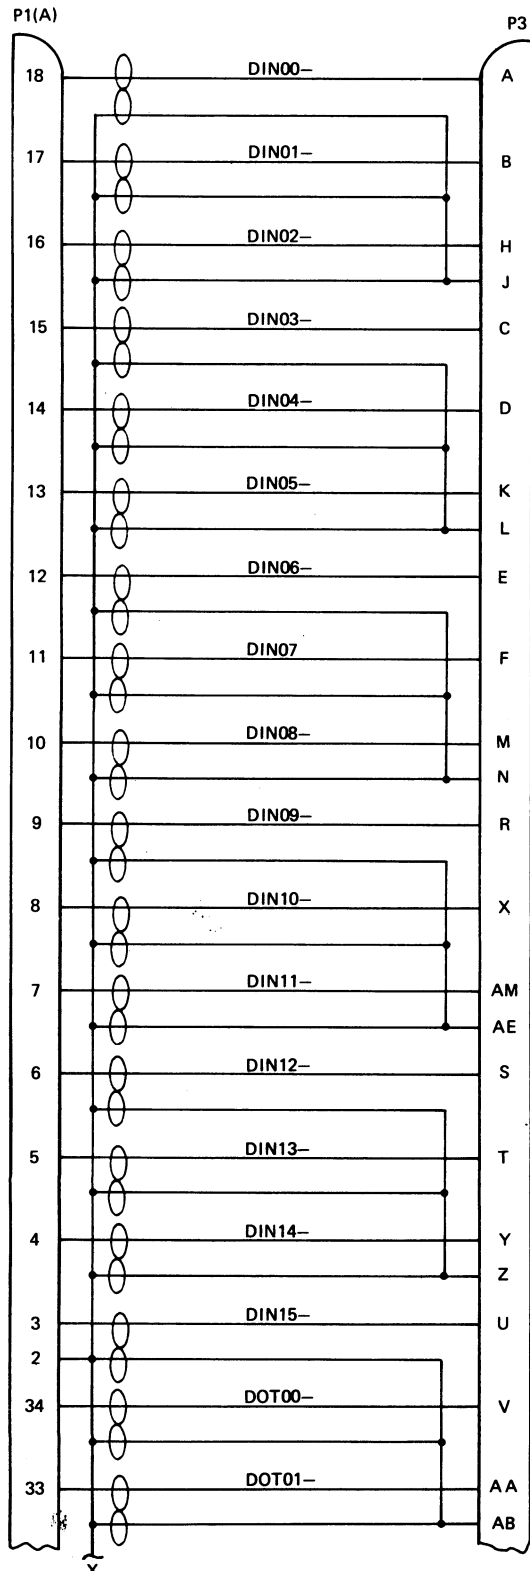 P1(A) P3
18 DIN00– A
17 DIN01– B
16 DIN02– H
J
15 DIN03– C
14 DIN04– D
13 DIN05– K
L
12 DIN06– E
11 DIN07 F
10 DIN08– M
N
9 DIN09– R
8 DIN10– X
7 DIN11– AM
AE
6 DIN12– S
5 DIN13– T
4 DIN14– Y
Z
3 DIN15– U
2
34 DOT00– V
33 DOT01– AA
AB
X